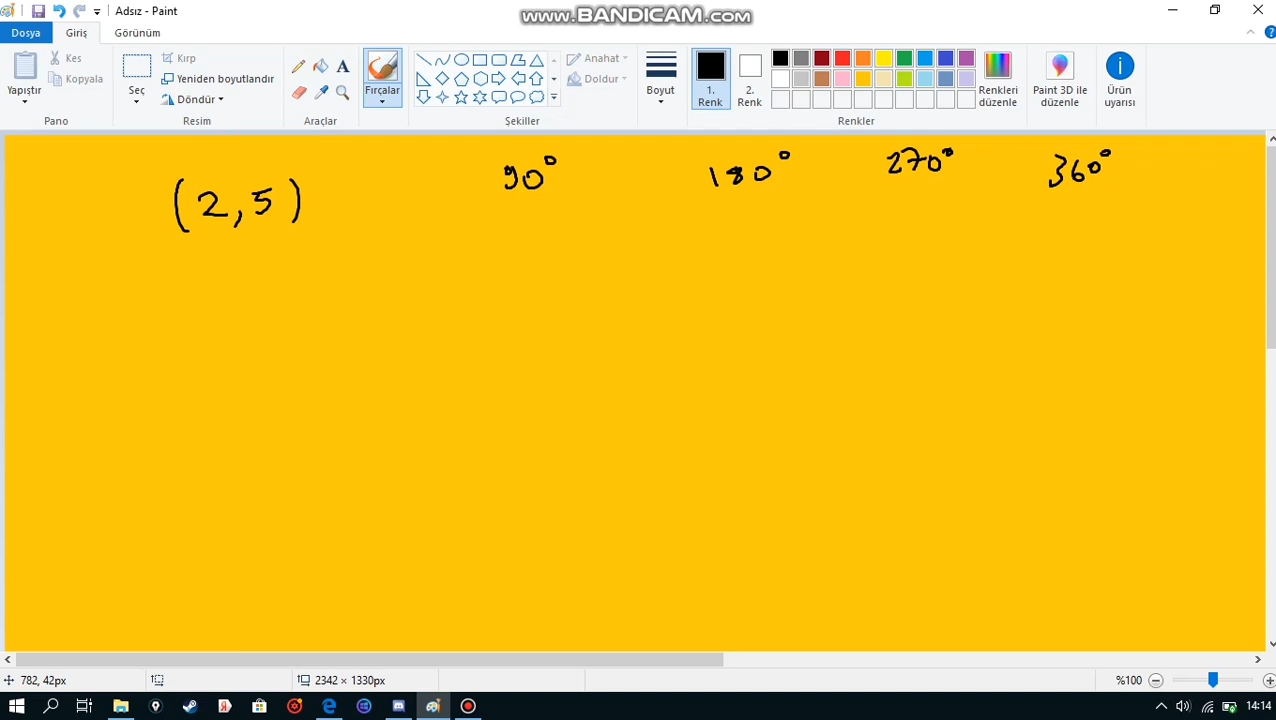 Adsız - Paint
www.BANDICAM.com
Dosya Giriş Görünüm
Yapıştır
Kes
Kopyala
Pano
Seç
Kırp
Yeniden boyutlandır
Döndür
Resim
A
Araçlar
Fırçalar
Anahat
Doldur
Şekiller
Boyut
1. Renk
2. Renk
Renkleri düzenle
Renkler
Paint 3D ile düzenle
Ürün uyarısı
90° 180° 270° 360°
(2,5)
782, 42px
2342 × 1330px
%100
14:14